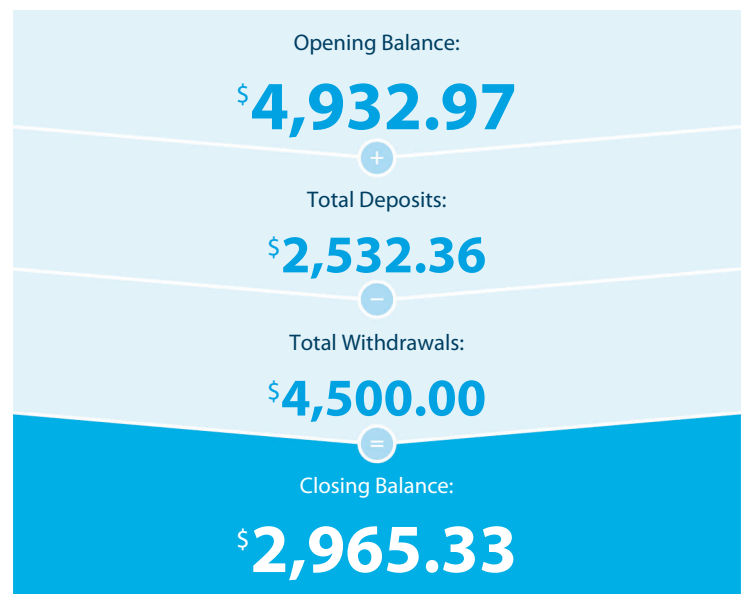 Opening Balance:
$4,932.97
+
Total Deposits:
$2,532.36
−
Total Withdrawals:
$4,500.00
=
Closing Balance:
$2,965.33